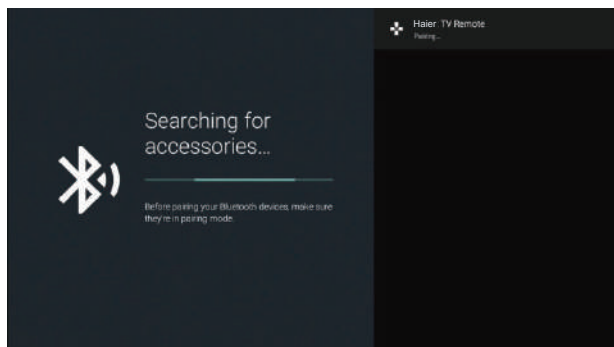 Searching for
accessories...
Before pairing your Bluetooth devices, make sure
they're in pairing mode.
Haier TV Remote
Pairing...